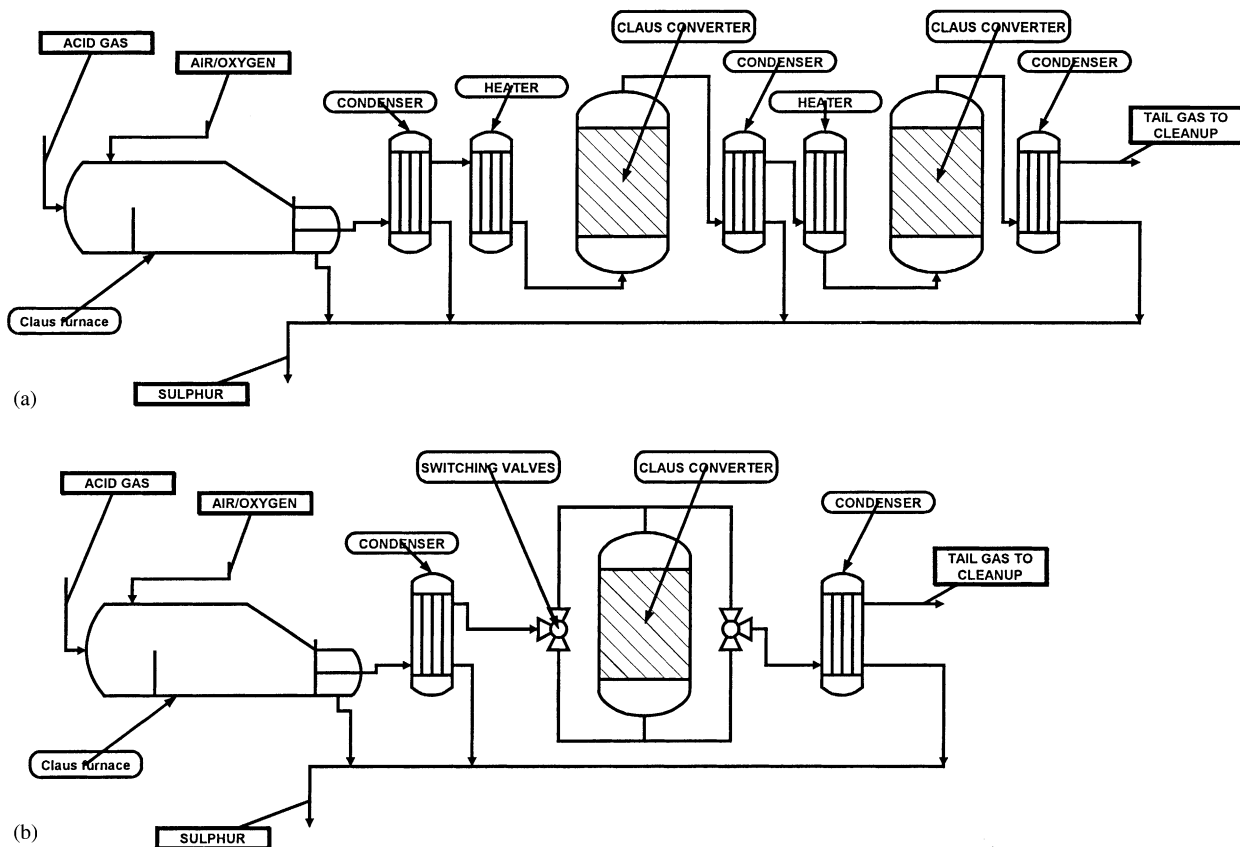 CLAUS CONVERTER
CLAUS CONVERTER
ACID GAS
AIR/OXYGEN
CONDENSER
CONDENSER
HEATER
CONDENSER
HEATER
TAIL GAS TO
CLEANUP
Claus furnace
SULPHUR
(a)
SWITCHING VALVES
CLAUS CONVERTER
ACID GAS
AIR/OXYGEN
CONDENSER
CONDENSER
TAIL GAS TO
CLEANUP
Claus furnace
SULPHUR
(b)